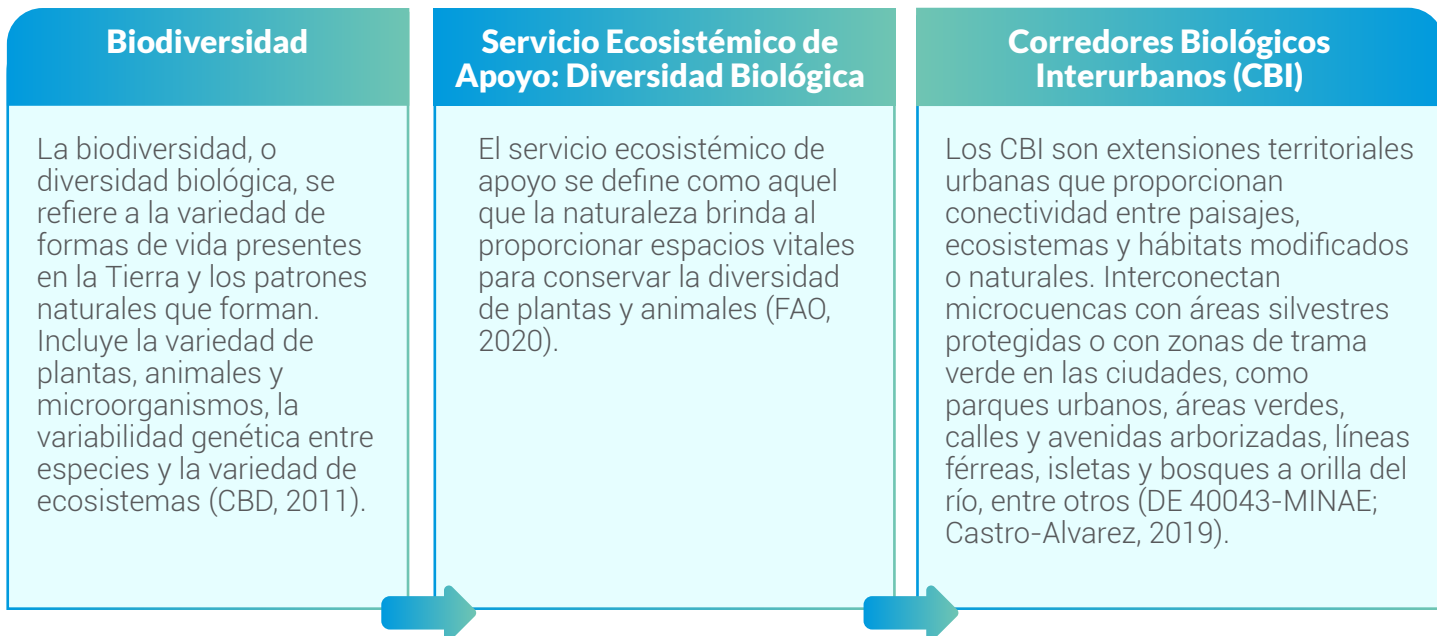 Biodiversidad
La biodiversidad, o
diversidad biológica, se
refiere a la variedad de
formas de vida presentes
en la Tierra y los patrones
naturales que forman.
Incluye la variedad de
plantas, animales y
microorganismos, la
variabilidad genética entre
especies y la variedad de
ecosistemas (CBD, 2011).
Servicio Ecosistémico de
Apoyo: Diversidad Biológica
El servicio ecosistémico de
apoyo se define como aquel
que la naturaleza brinda al
proporcionar espacios vitales
para conservar la diversidad
de plantas y animales (FAO,
2020).
Corredores Biológicos
Interurbanos (CBI)
Los CBI son extensiones territoriales
urbanas que proporcionan
conectividad entre paisajes,
ecosistemas y hábitats modificados
o naturales. Interconectan
microcuencas con áreas silvestres
protegidas o con zonas de trama
verde en las ciudades, como
parques urbanos, áreas verdes,
calles y avenidas arborizadas, líneas
férreas, isletas y bosques a orilla del
río, entre otros (DE 40043-MINAE;
Castro-Alvarez, 2019).